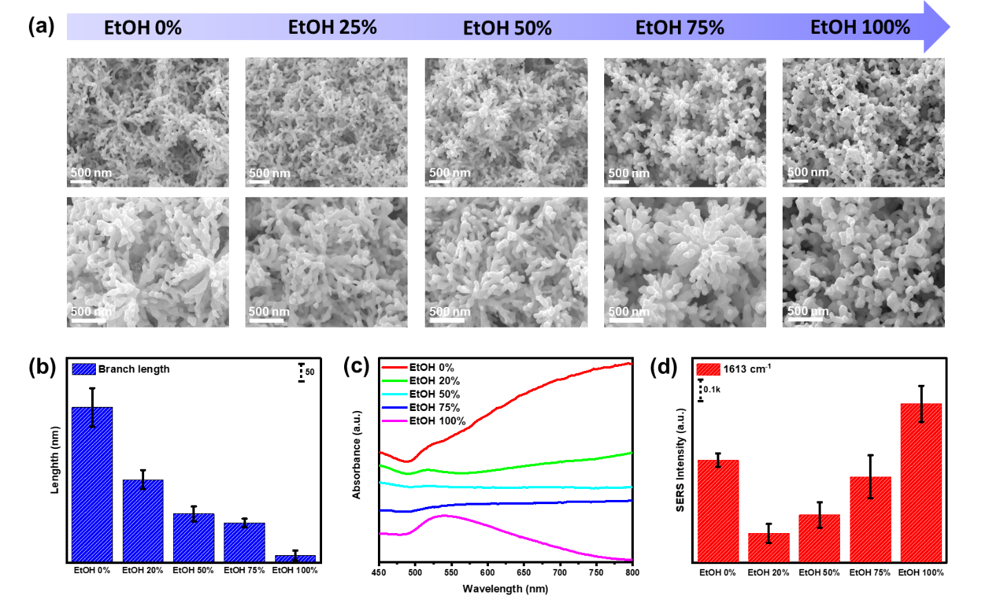 (a)
EtOH 0%
EtOH 25%
EtOH 50%
EtOH 75%
EtOH 100%
500 nm
500 nm
500 nm
500 nm
500 nm
500 nm
500 nm
500 nm
500 nm
500 nm
(b)
Branch length
50
Lenghth (nm)
EtOH 0%
EtOH 20%
EtOH 50%
EtOH 75%
EtOH 100%
(c)
EtOH 0%
EtOH 20%
EtOH 50%
EtOH 75%
EtOH 100%
Absorbance (a.u.)
450
500
550
600
650
700
750
800
Wavelength (nm)
(d)
1613 cm⁻¹
0.1k
SERS Intensity (a.u.)
EtOH 0%
EtOH 20%
EtOH 50%
EtOH 75%
EtOH 100%